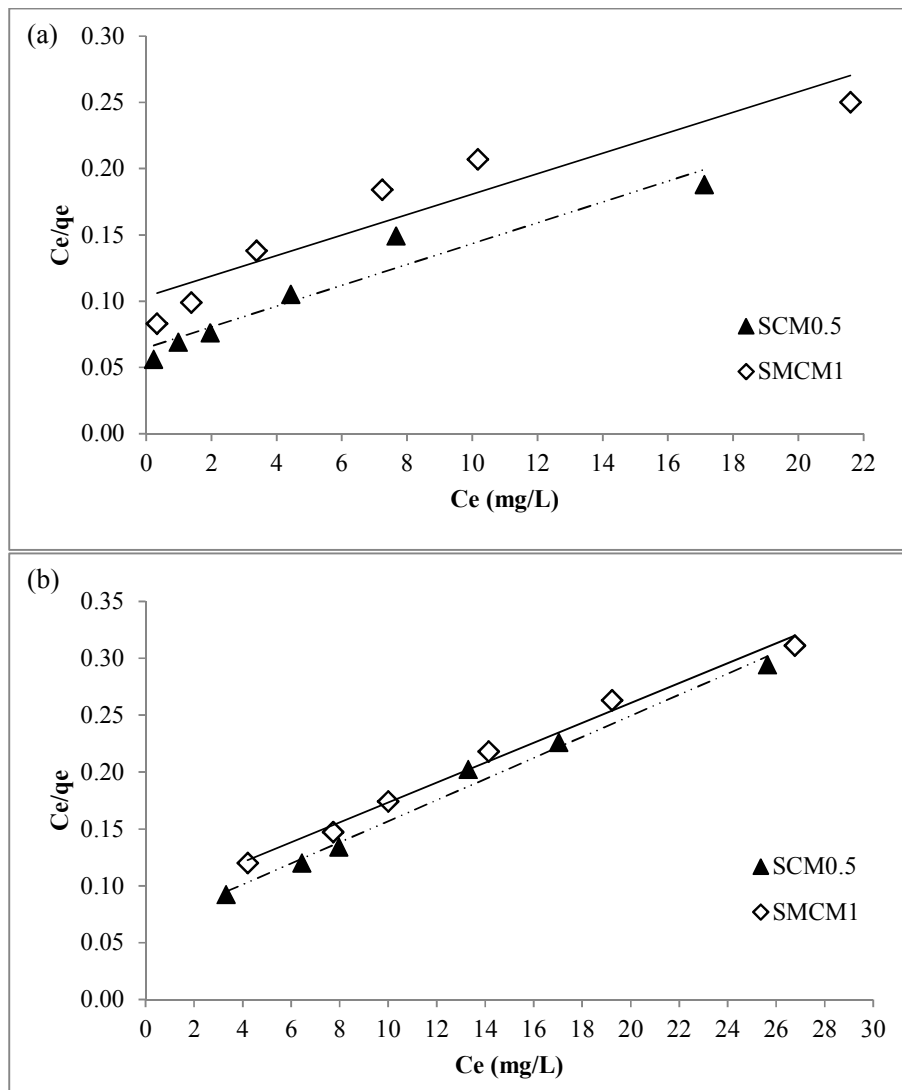 (a)
0.30
0.25
0.20
0.15
0.10
0.05
0.00
Ce/qe
SCM0.5
SMCM1
0 2 4 6 8 10 12 14 16 18 20 22
Ce (mg/L)
(b)
0.35
0.30
0.25
0.20
0.15
0.10
0.05
0.00
Ce/qe
SCM0.5
SMCM1
0 2 4 6 8 10 12 14 16 18 20 22 24 26 28 30
Ce (mg/L)